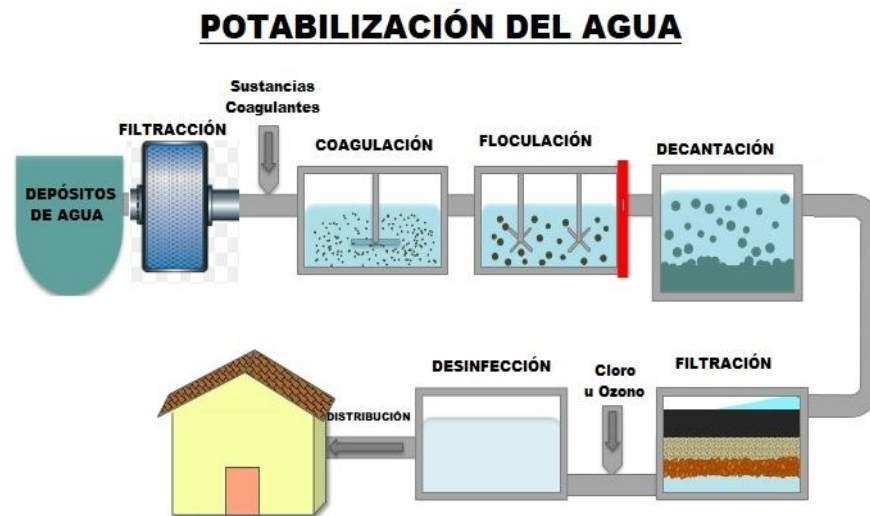 POTABILIZACIÓN DEL AGUA
Sustancias
Coagulantes
FILTRACCIÓN
COAGULACIÓN
FLOCULACIÓN
DECANTACIÓN
DEPÓSITOS
DE AGUA
DESINFECCIÓN
Cloro
u Ozono
FILTRACIÓN
DISTRIBUCIÓN